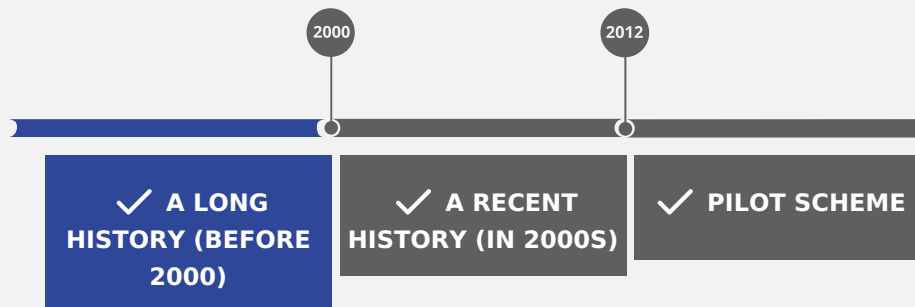 2000
2012
A LONG
HISTORY (BEFORE
2000)
A RECENT
HISTORY (IN 2000S)
PILOT SCHEME